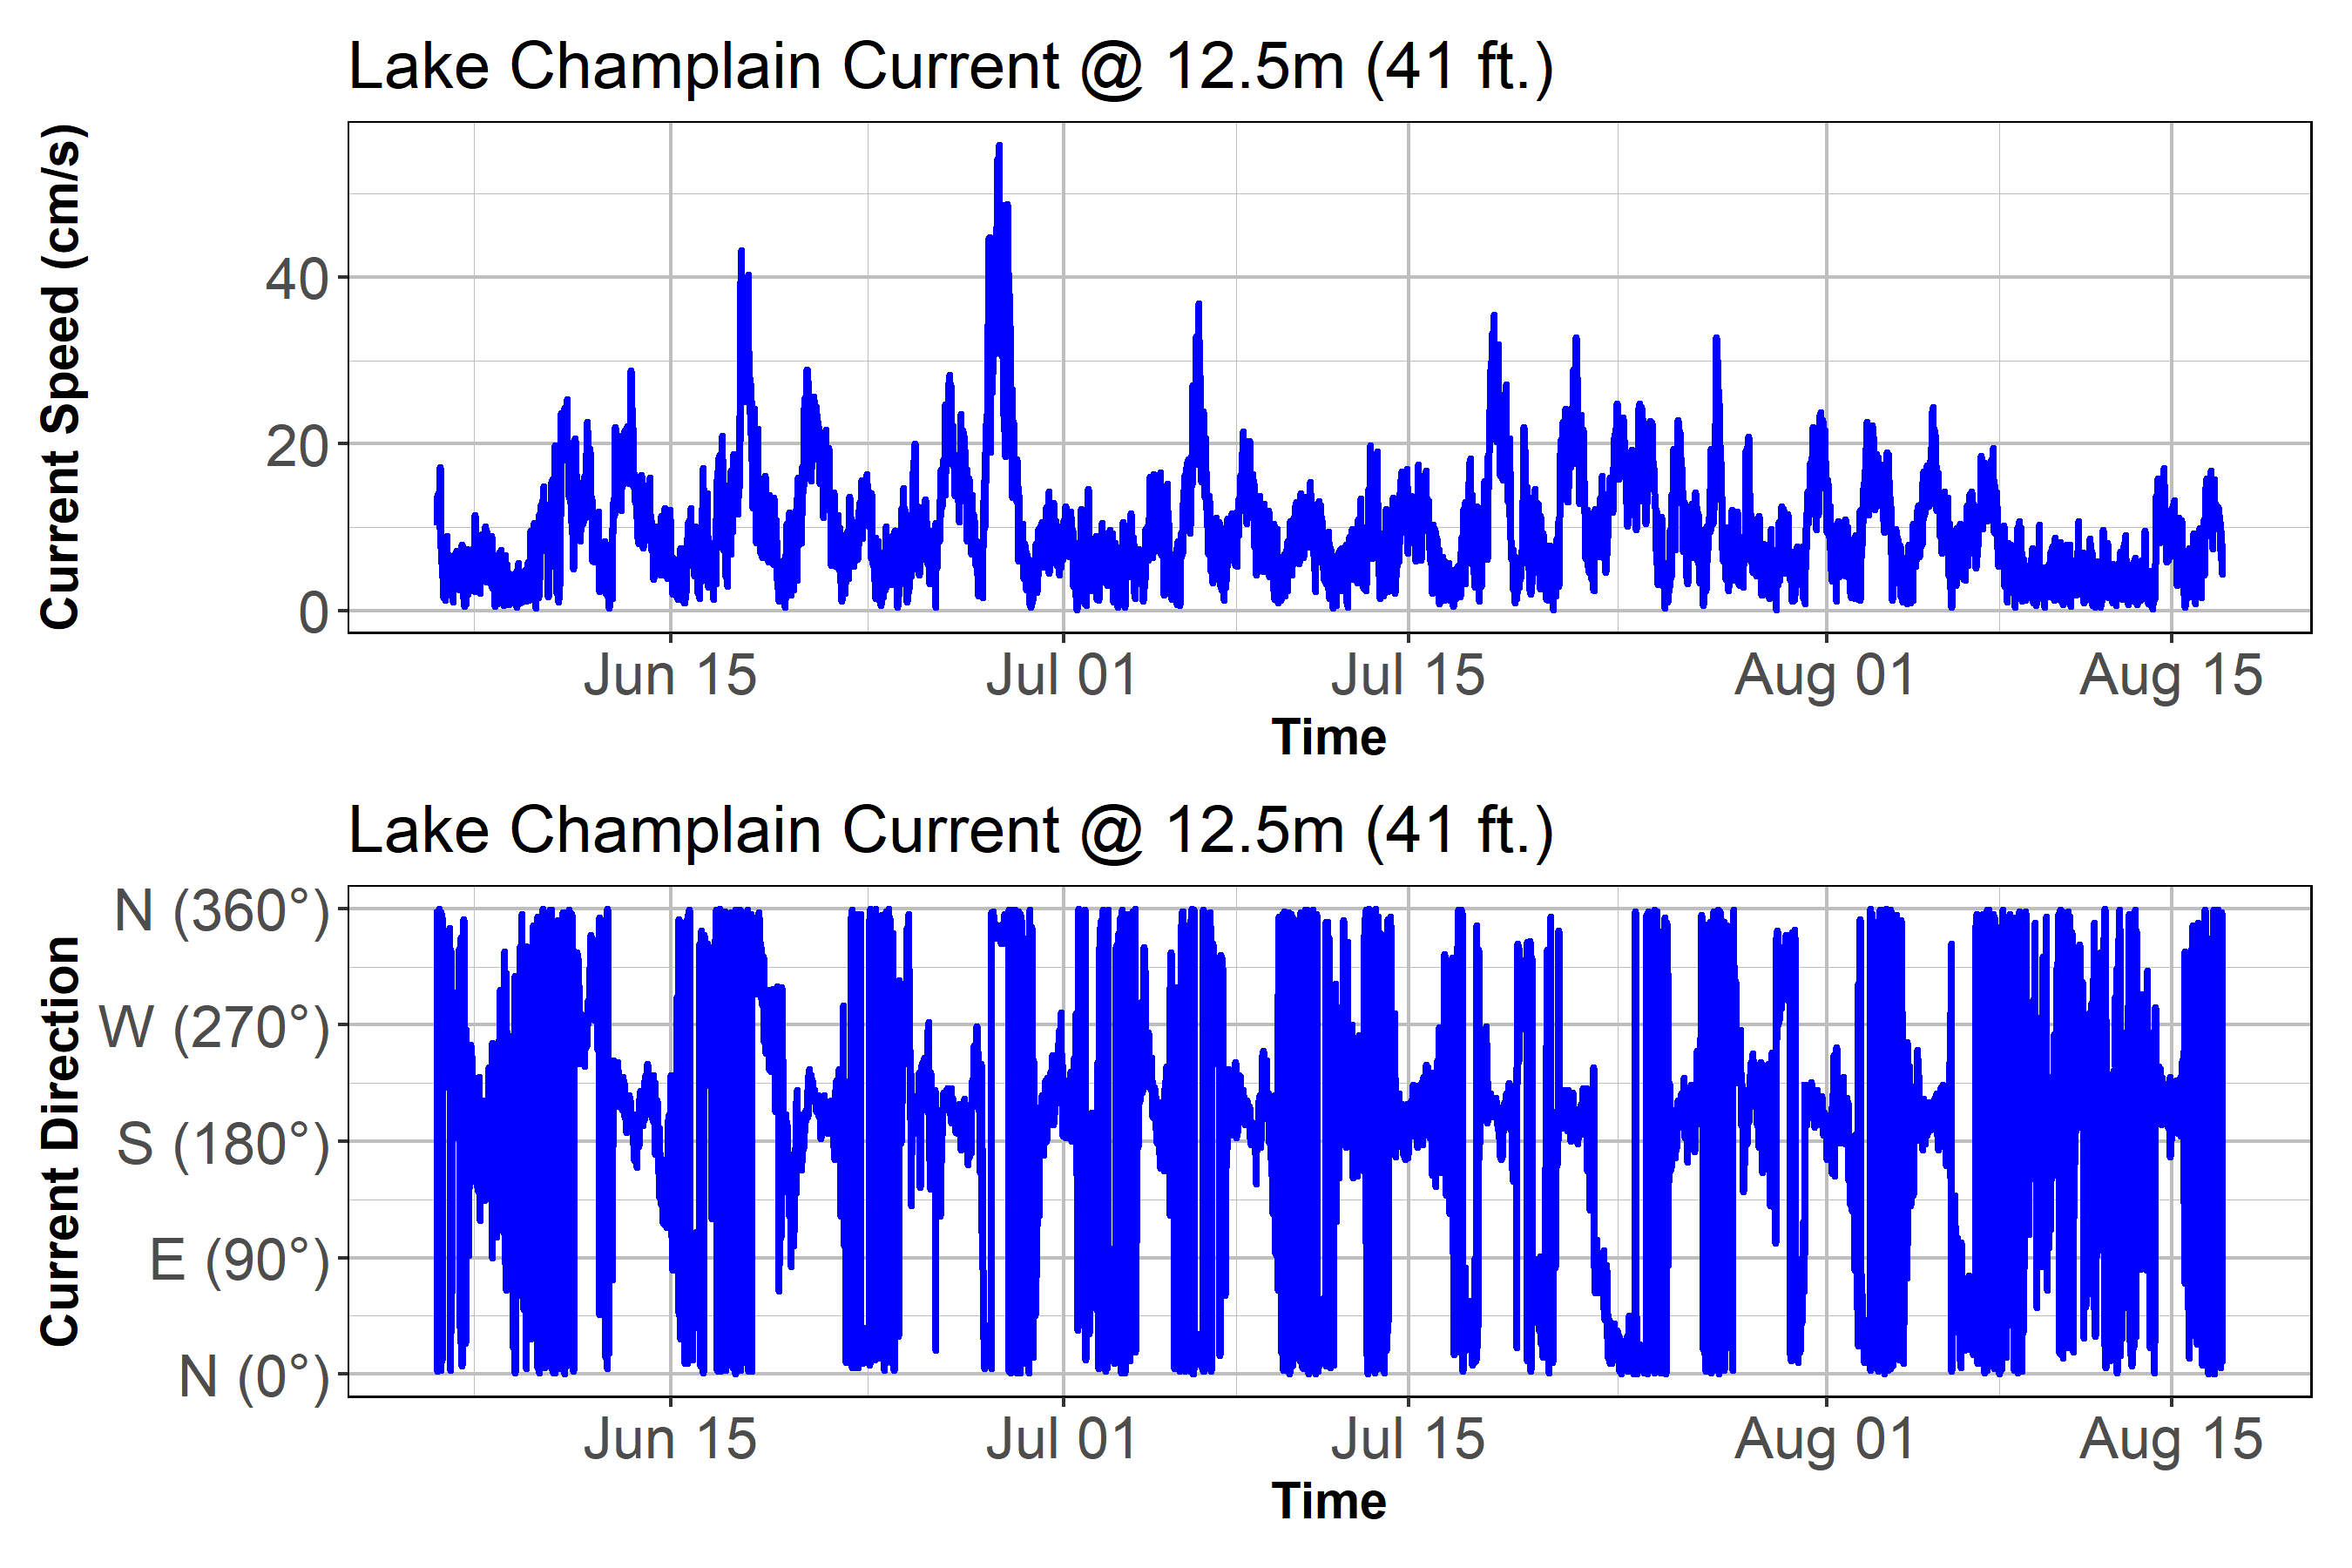 Lake Champlain Current @ 12.5m (41 ft.)
Current Speed (cm/s)
40
20
0
Jun 15 Jul 01 Jul 15 Aug 01 Aug 15
Time
Lake Champlain Current @ 12.5m (41 ft.)
Current Direction
N (360°)
W (270°)
S (180°)
E (90°)
N (0°)
Jun 15 Jul 01 Jul 15 Aug 01 Aug 15
Time